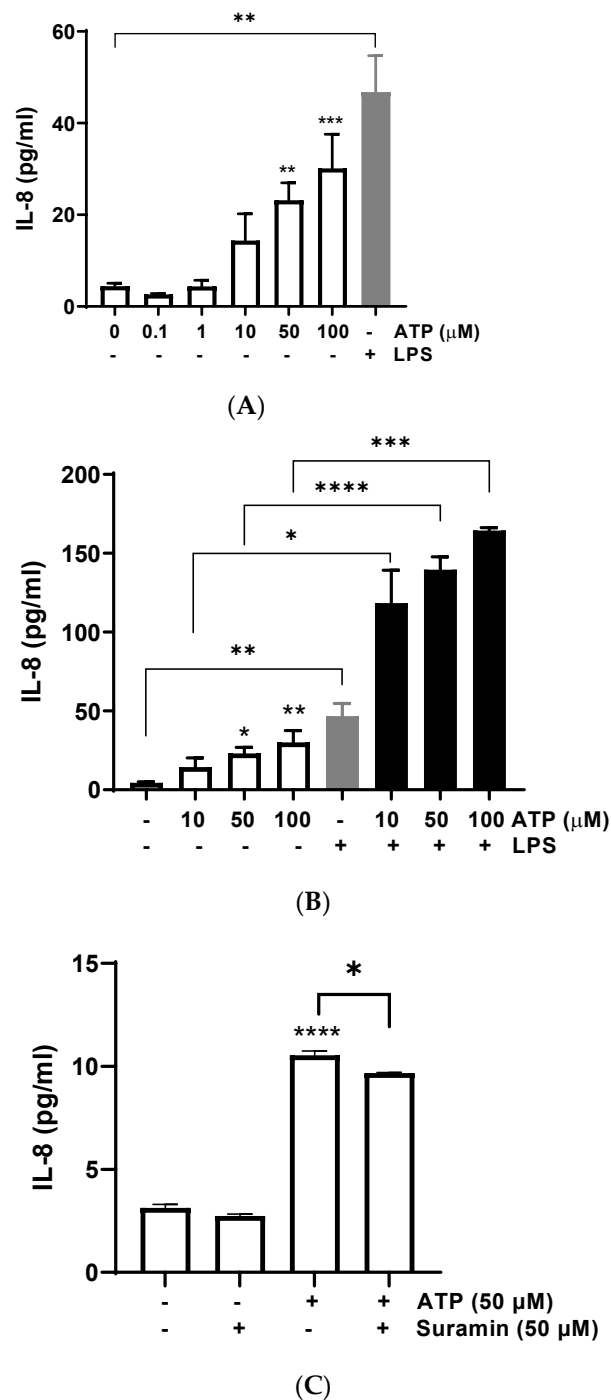 **
60
40
20
0
IL-8 (pg/ml)
** ***
0 0.1 1 10 50 100 - ATP (μM)
- - - - - - + LPS
(A)
***
****
*
**
* **
200
150
100
50
0
IL-8 (pg/ml)
- 10 50 100 - 10 50 100 ATP (μM)
- - - - + + + + LPS
(B)
*
****
15
10
5
0
IL-8 (pg/ml)
- - + + ATP (50 μM)
- + - + Suramin (50 μM)
(C)